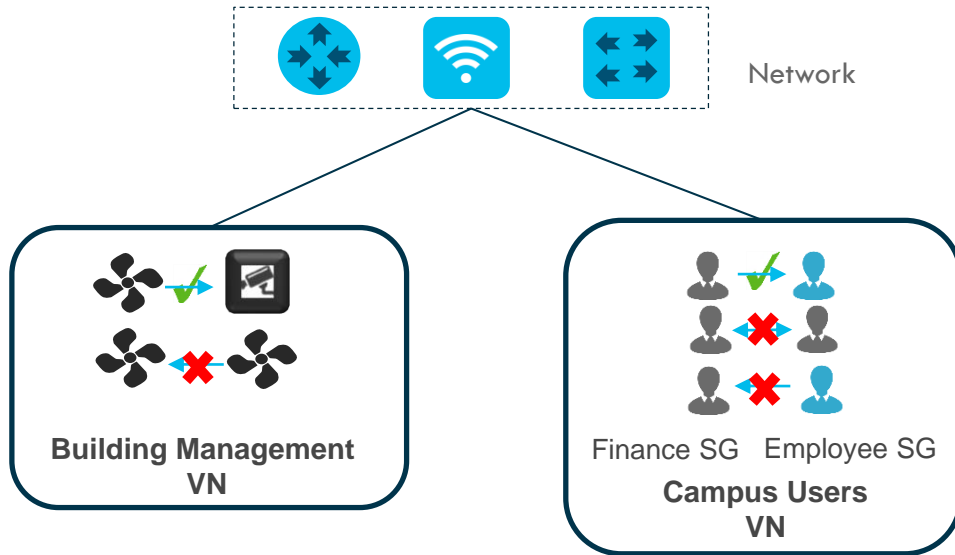 Network
Building Management
VN
Finance SG
Employee SG
Campus Users
VN